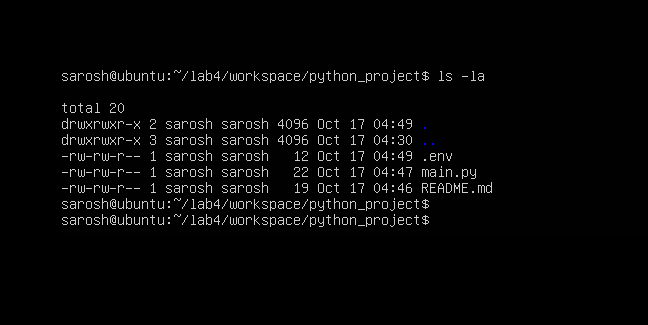 sarosh@ubuntu:~/lab4/workspace/python_project$ ls -la
total 20
drwxrwxr-x 2 sarosh sarosh 4096 Oct 17 04:49 .
drwxrwxr-x 3 sarosh sarosh 4096 Oct 17 04:30 ..
-rw-rw-r-- 1 sarosh sarosh   12 Oct 17 04:49 .env
-rw-rw-r-- 1 sarosh sarosh   22 Oct 17 04:47 main.py
-rw-rw-r-- 1 sarosh sarosh   19 Oct 17 04:46 README.md
sarosh@ubuntu:~/lab4/workspace/python_project$
sarosh@ubuntu:~/lab4/workspace/python_project$